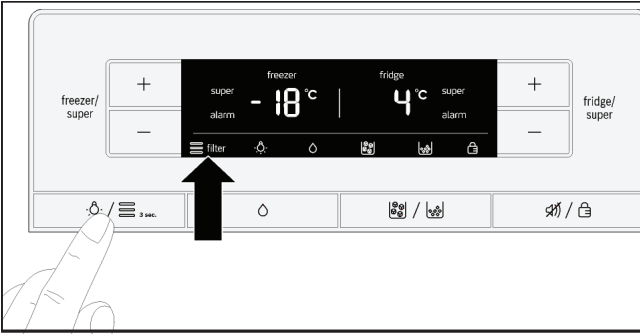 freezer/
super
+
—
freezer
super
alarm
- 18 °C
fridge
4 °C
super
alarm
filter
+
—
fridge/
super
/ 3 sec.
/
/